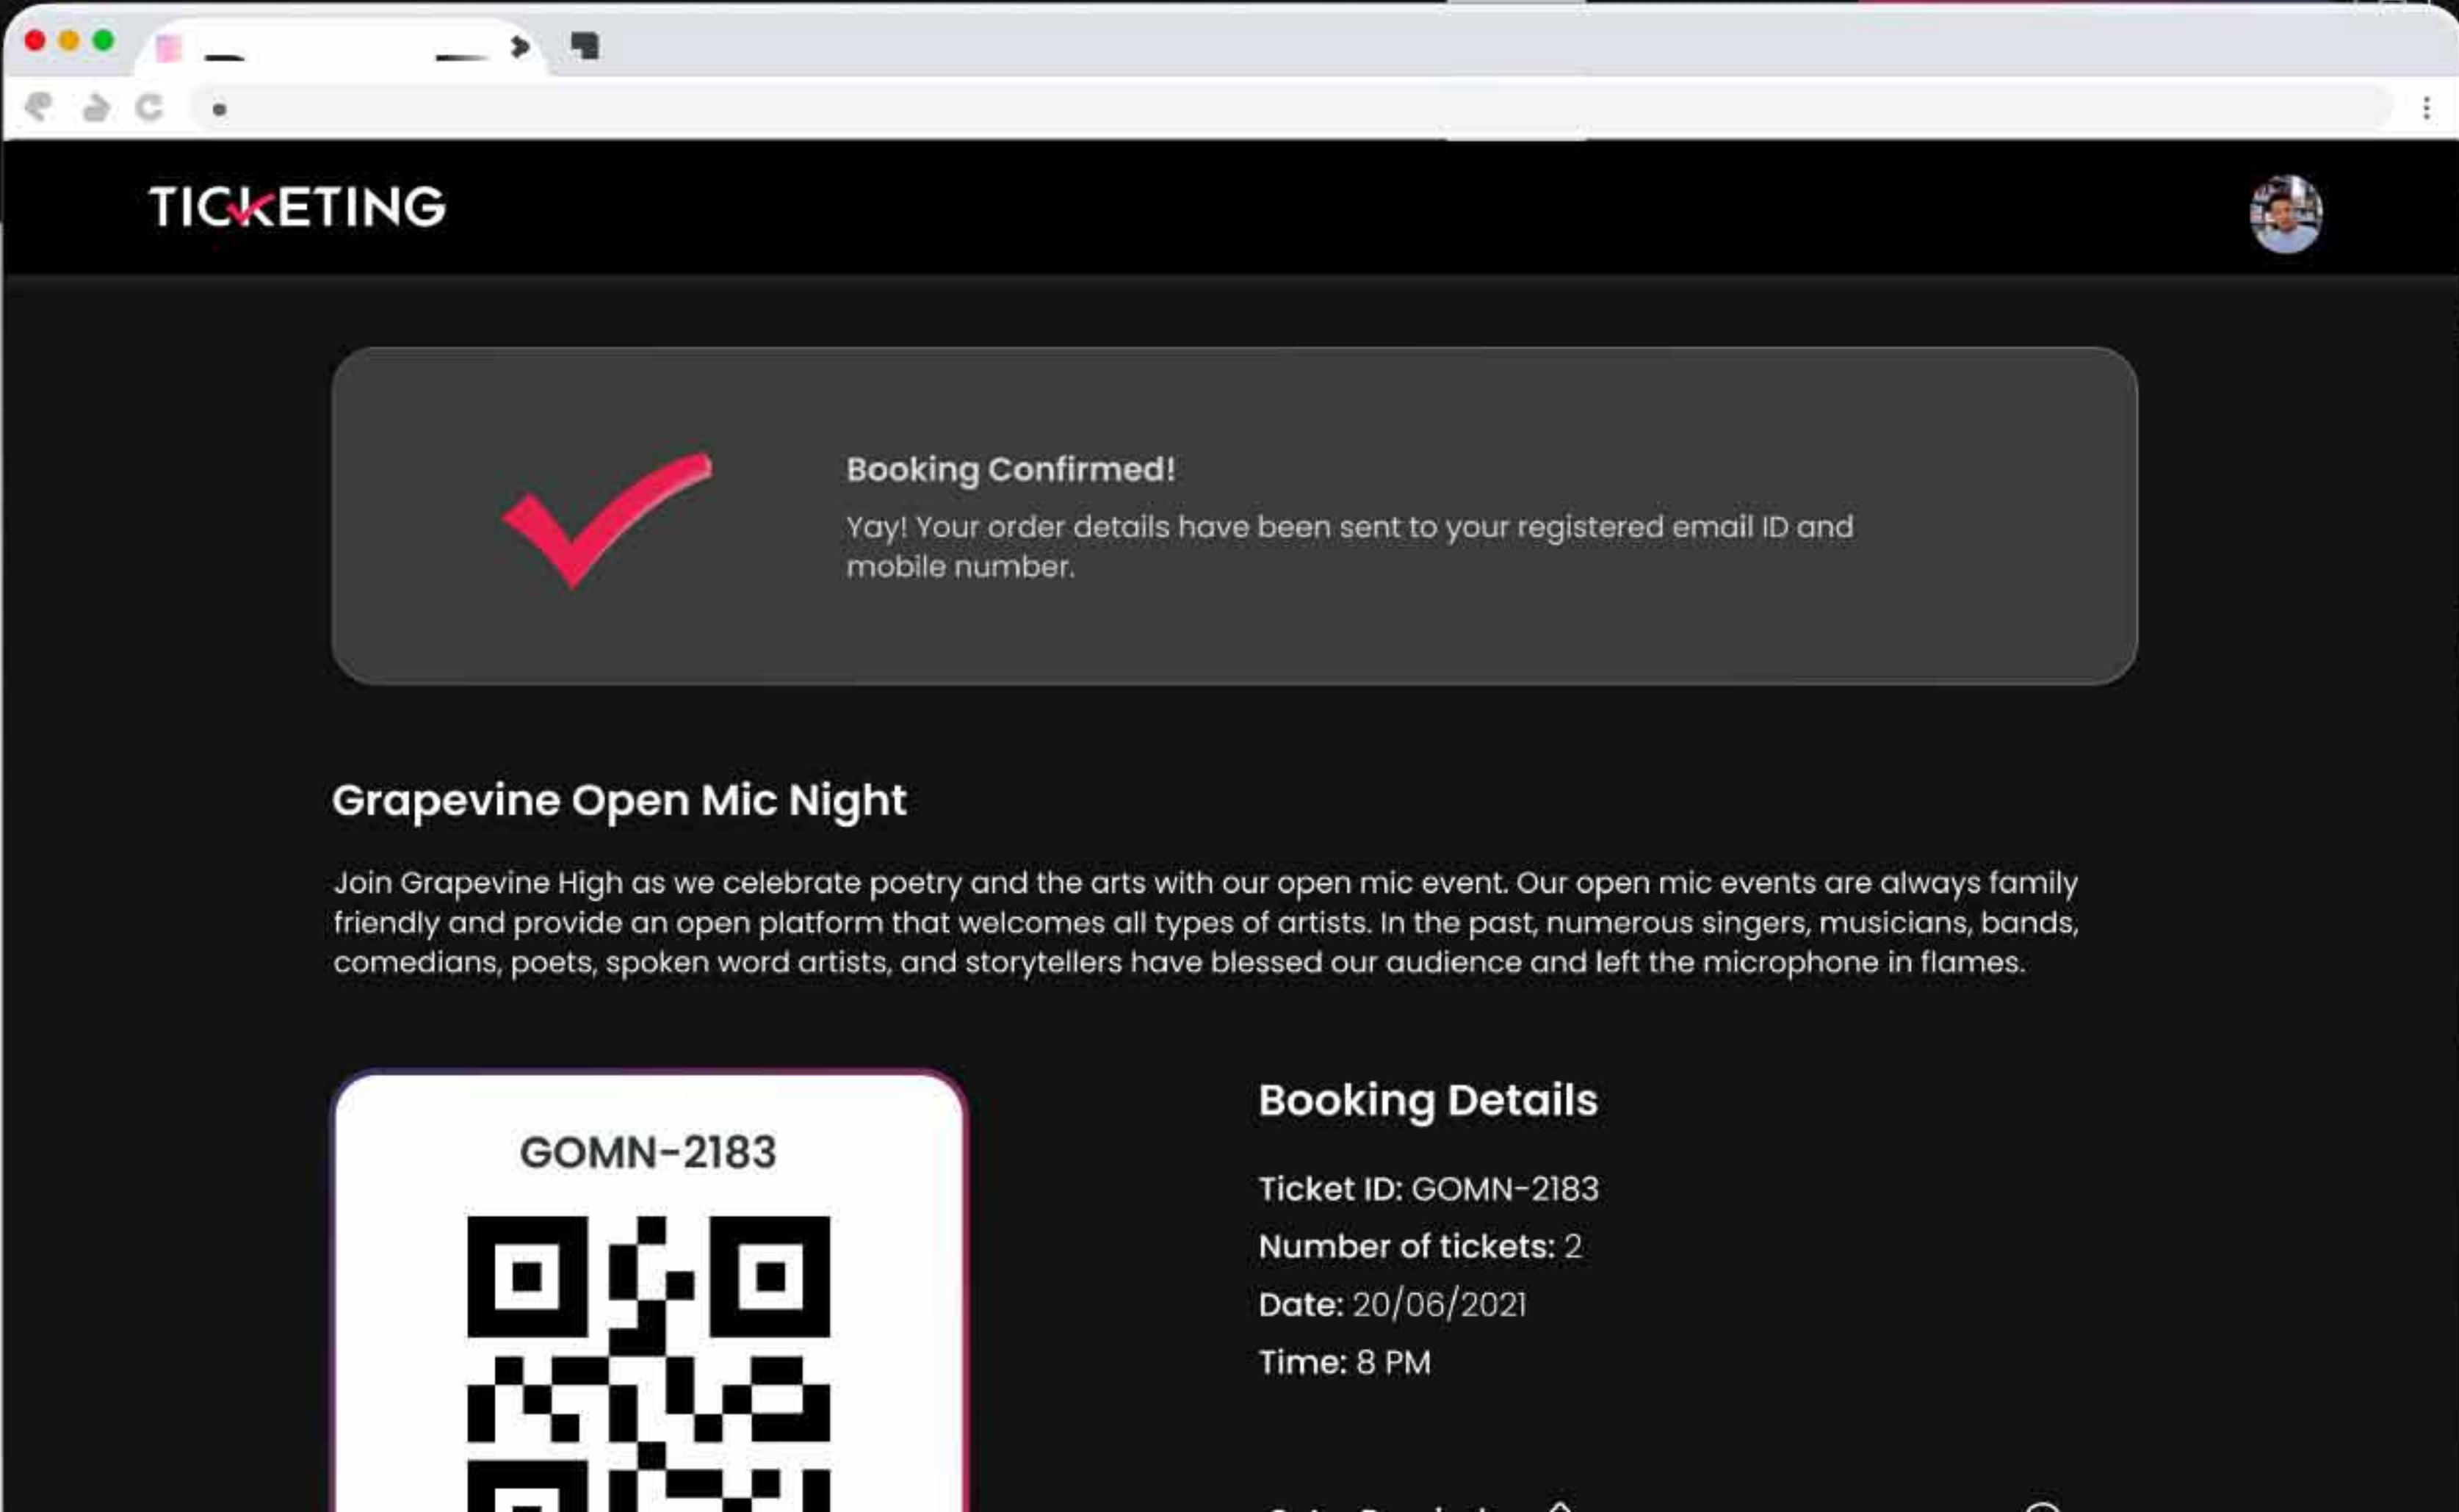 TICKETING
Booking Confirmed!
Yay! Your order details have been sent to your registered email ID and
mobile number.
Grapevine Open Mic Night
Join Grapevine High as we celebrate poetry and the arts with our open mic event. Our open mic events are always family
friendly and provide an open platform that welcomes all types of artists. In the past, numerous singers, musicians, bands,
comedians, poets, spoken word artists, and storytellers have blessed our audience and left the microphone in flames.
GOMN-2183
Booking Details
Ticket ID: GOMN-2183
Number of tickets: 2
Date: 20/06/2021
Time: 8 PM